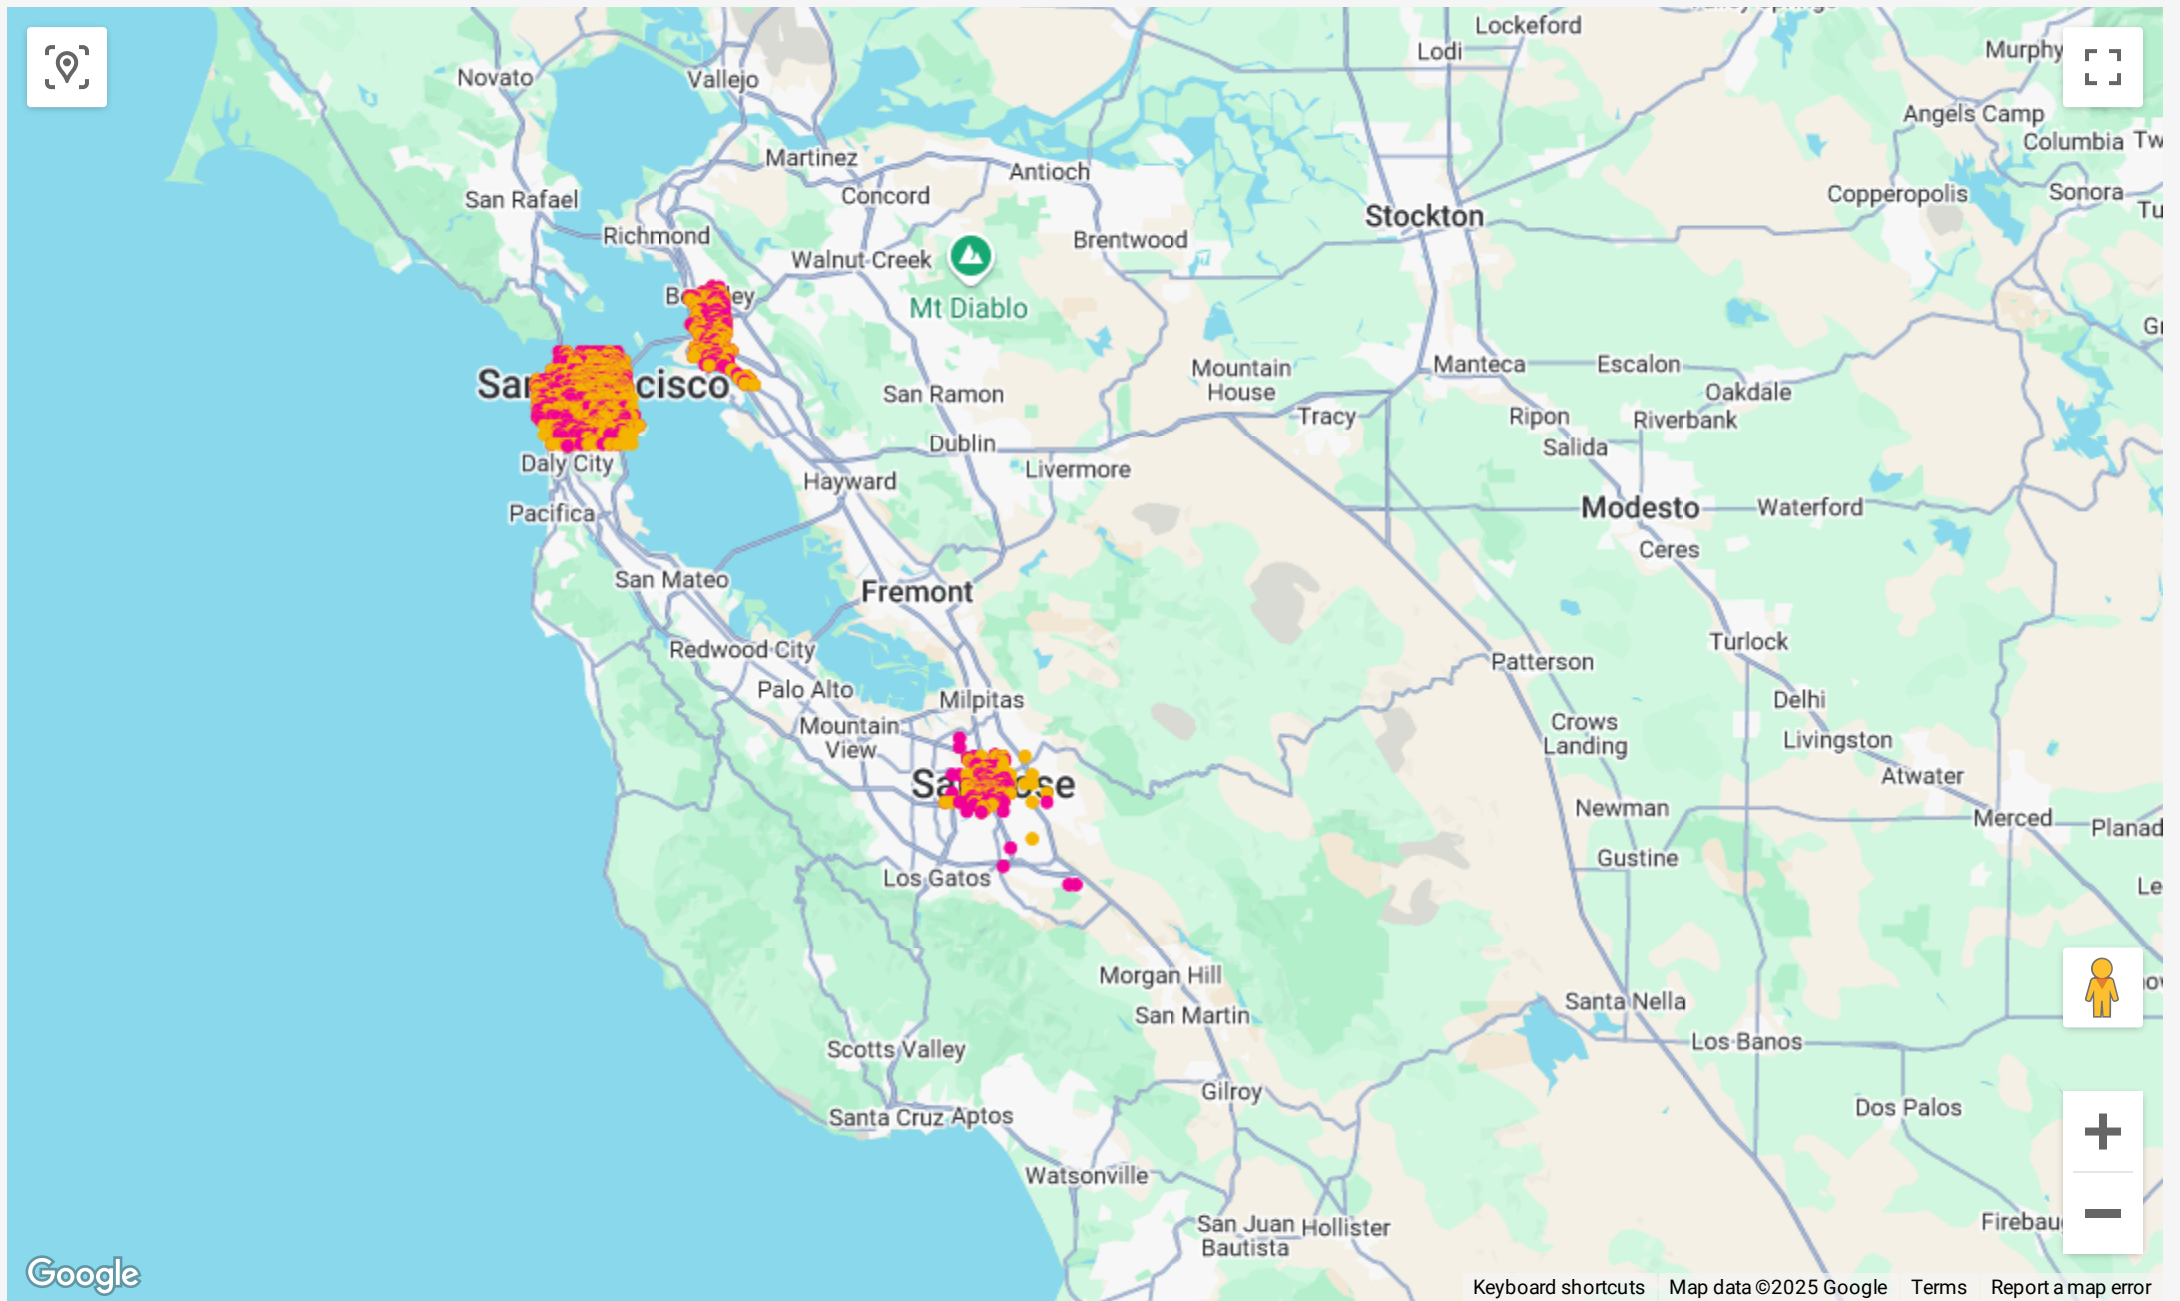 Lockeford
Lodi
Novato
Vallejo
Angels Camp
Columbia
Martinez
Antioch
Concord
San Rafael
Copperopolis
Sonora
Stockton
Richmond
Brentwood
Walnut Creek
Mt Diablo
Mountain
House
Manteca
Escalon
Oakdale
San Ramon
Tracy
Ripon
Riverbank
Salida
Dublin
Daly City
Livermore
Hayward
Pacifica
Modesto
Waterford
Ceres
San Mateo
Fremont
Redwood City
Turlock
Patterson
Palo Alto
Milpitas
Delhi
Mountain
View
Crows
Landing
Livingston
Atwater
Newman
Merced
Gustine
Los Gatos
Morgan Hill
San Martin
Santa Nella
Los Banos
Scotts Valley
Gilroy
Dos Palos
Santa Cruz
Aptos
Watsonville
San Juan
Bautista
Hollister
Google
Keyboard shortcuts
Map data ©2025 Google
Terms
Report a map error